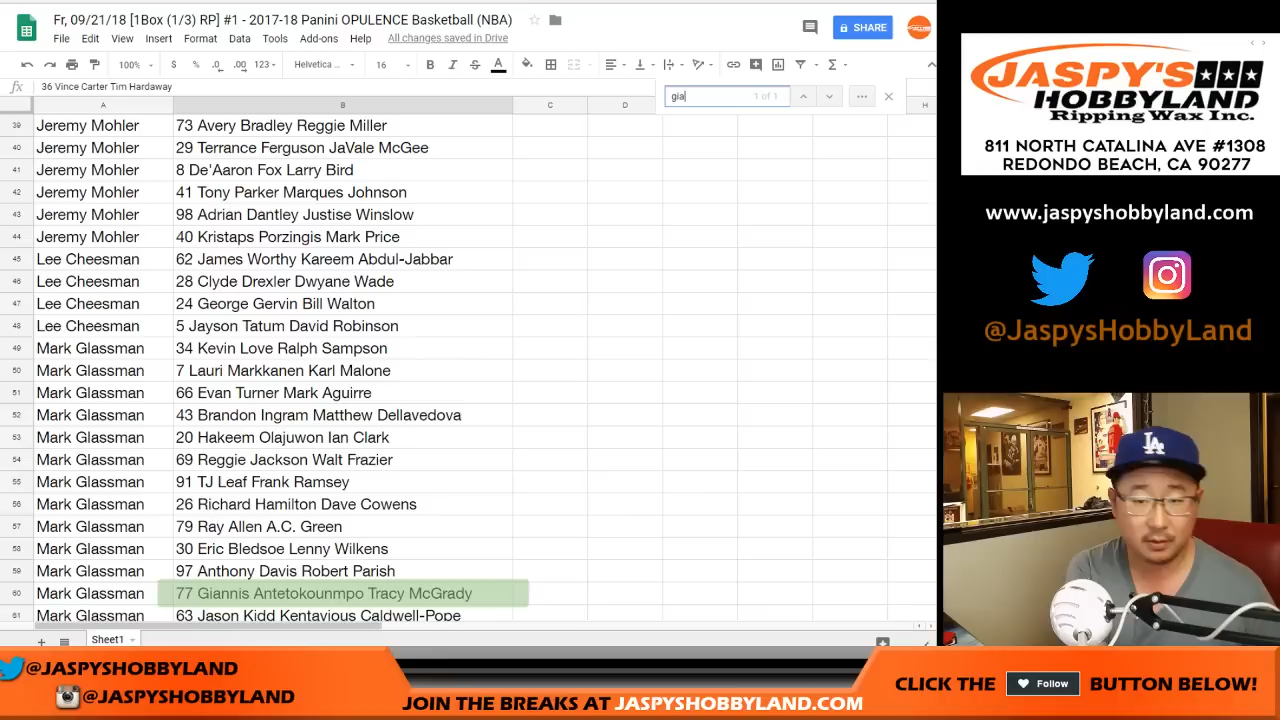 Fr, 09/21/18 [1Box (1/3) RP] #1 - 2017-18 Panini OPULENCE Basketball (NBA)
File Edit View Insert Format Data Tools Add-ons Help All changes saved in Drive
SHARE
100% $ % .0 .00 123 Helvetica ... 16 B I S A
fx 36 Vince Carter Tim Hardaway
gia 1 of 1
A B C D H
39 Jeremy Mohler 73 Avery Bradley Reggie Miller
40 Jeremy Mohler 29 Terrance Ferguson JaVale McGee
41 Jeremy Mohler 8 De'Aaron Fox Larry Bird
42 Jeremy Mohler 41 Tony Parker Marques Johnson
43 Jeremy Mohler 98 Adrian Dantley Justise Winslow
44 Jeremy Mohler 40 Kristaps Porzingis Mark Price
45 Lee Cheesman 62 James Worthy Kareem Abdul-Jabbar
46 Lee Cheesman 28 Clyde Drexler Dwyane Wade
47 Lee Cheesman 24 George Gervin Bill Walton
48 Lee Cheesman 5 Jayson Tatum David Robinson
49 Mark Glassman 34 Kevin Love Ralph Sampson
50 Mark Glassman 7 Lauri Markkanen Karl Malone
51 Mark Glassman 66 Evan Turner Mark Aguirre
52 Mark Glassman 43 Brandon Ingram Matthew Dellavedova
53 Mark Glassman 20 Hakeem Olajuwon Ian Clark
54 Mark Glassman 69 Reggie Jackson Walt Frazier
55 Mark Glassman 91 TJ Leaf Frank Ramsey
56 Mark Glassman 26 Richard Hamilton Dave Cowens
57 Mark Glassman 79 Ray Allen A.C. Green
58 Mark Glassman 30 Eric Bledsoe Lenny Wilkens
59 Mark Glassman 97 Anthony Davis Robert Parish
60 Mark Glassman 77 Giannis Antetokounmpo Tracy McGrady
61 Mark Glassman 63 Jason Kidd Kentavious Caldwell-Pope
Sheet1
JASPY'S
HOBBYLAND
Ripping Wax Inc.
811 NORTH CATALINA AVE #1308
REDONDO BEACH, CA 90277
www.jaspyshobbyland.com
@JaspysHobbyLand
LA
@JASPYSHOBBYLAND
@JASPYSHOBBYLAND
JOIN THE BREAKS AT JASPYSHOBBYLAND.COM
CLICK THE Follow BUTTON BELOW!